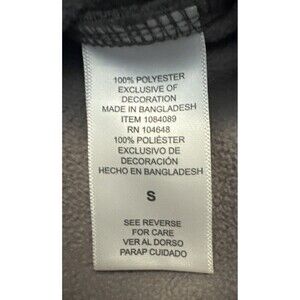 100% POLYESTER
EXCLUSIVE OF
DECORATION
MADE IN BANGLADESH
ITEM 1084089
RN 104648
100% POLIÉSTER
EXCLUSIVO DE
DECORACIÓN
HECHO EN BANGLADESH
S
SEE REVERSE
FOR CARE
VER AL DORSO
PARAP CUIDADO